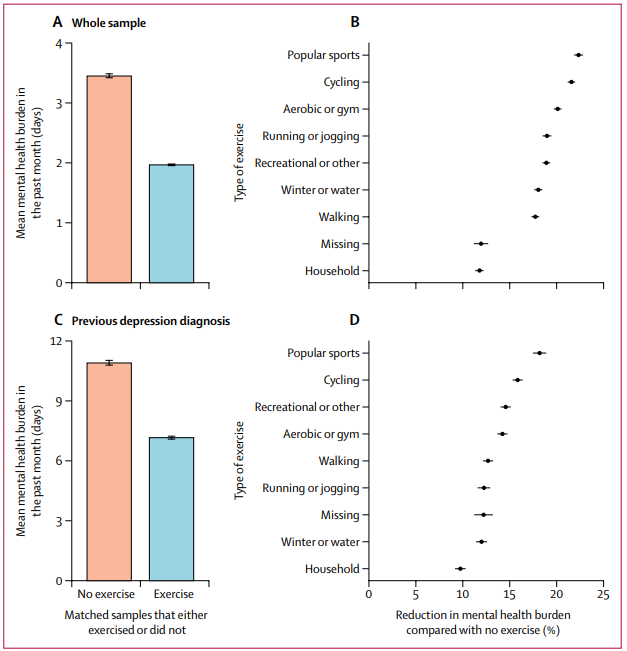 A Whole sample
Mean mental health burden in
the past month (days)
4
3
2
1
0
B
Type of exercise
Popular sports
Cycling
Aerobic or gym
Running or jogging
Recreational or other
Winter or water
Walking
Missing
Household
C Previous depression diagnosis
Mean mental health burden in
the past month (days)
12
9
6
3
0
No exercise Exercise
Matched samples that either
exercised or did not
D
Type of exercise
Popular sports
Cycling
Recreational or other
Aerobic or gym
Walking
Running or jogging
Missing
Winter or water
Household
0 5 10 15 20 25
Reduction in mental health burden
compared with no exercise (%)